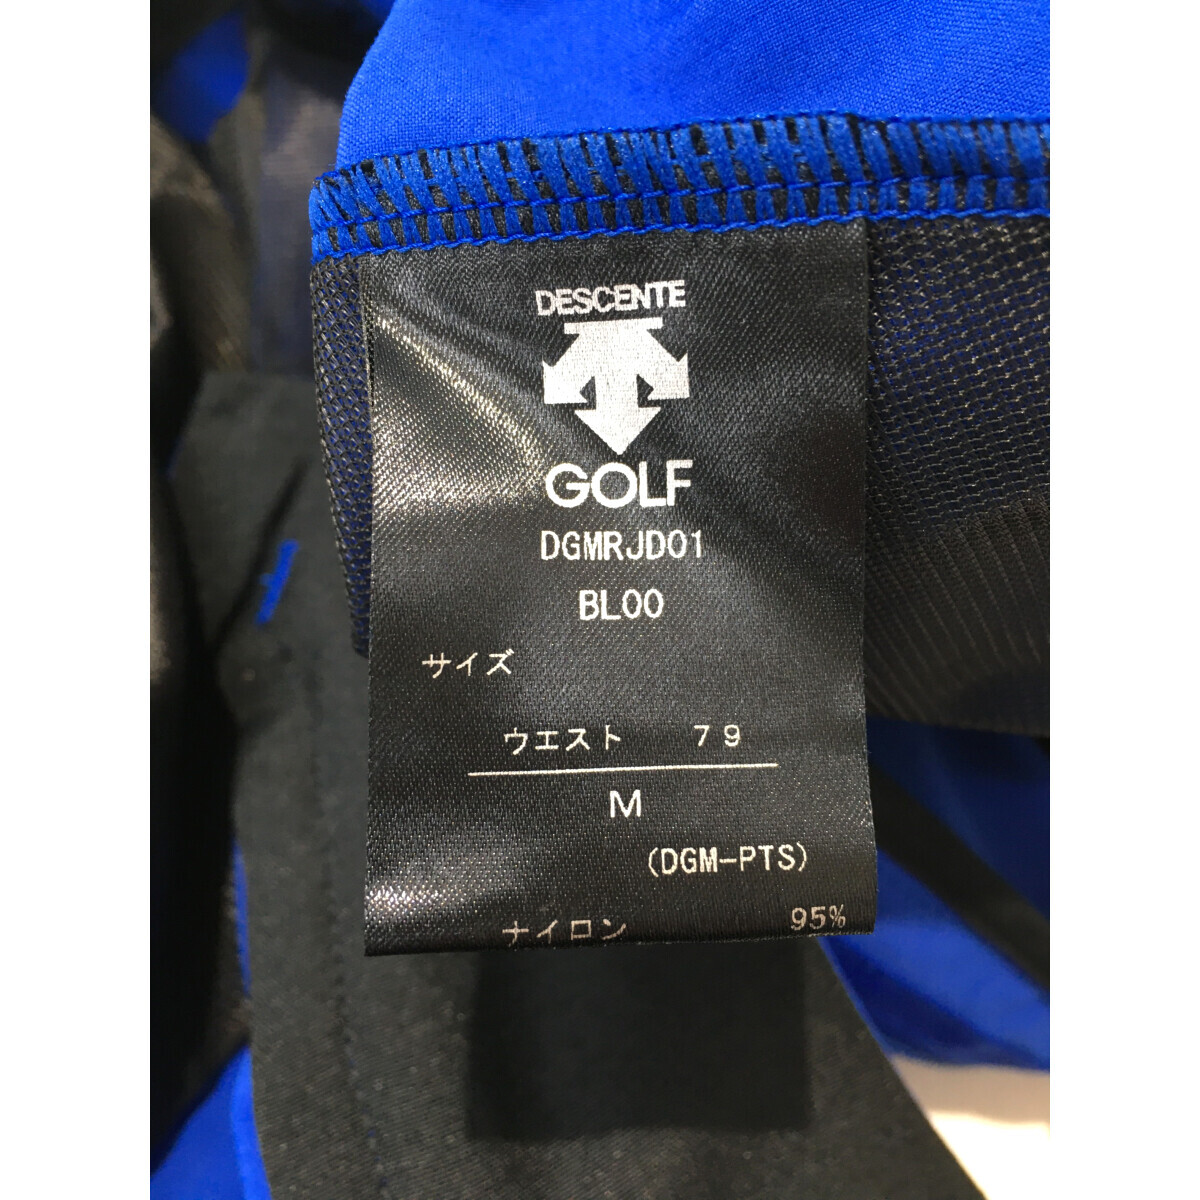 DESCENTE
GOLF
DGMRJD01
BL00
サイズ
ウエスト 79
M
(DGM-PTS)
ナイロン 95%